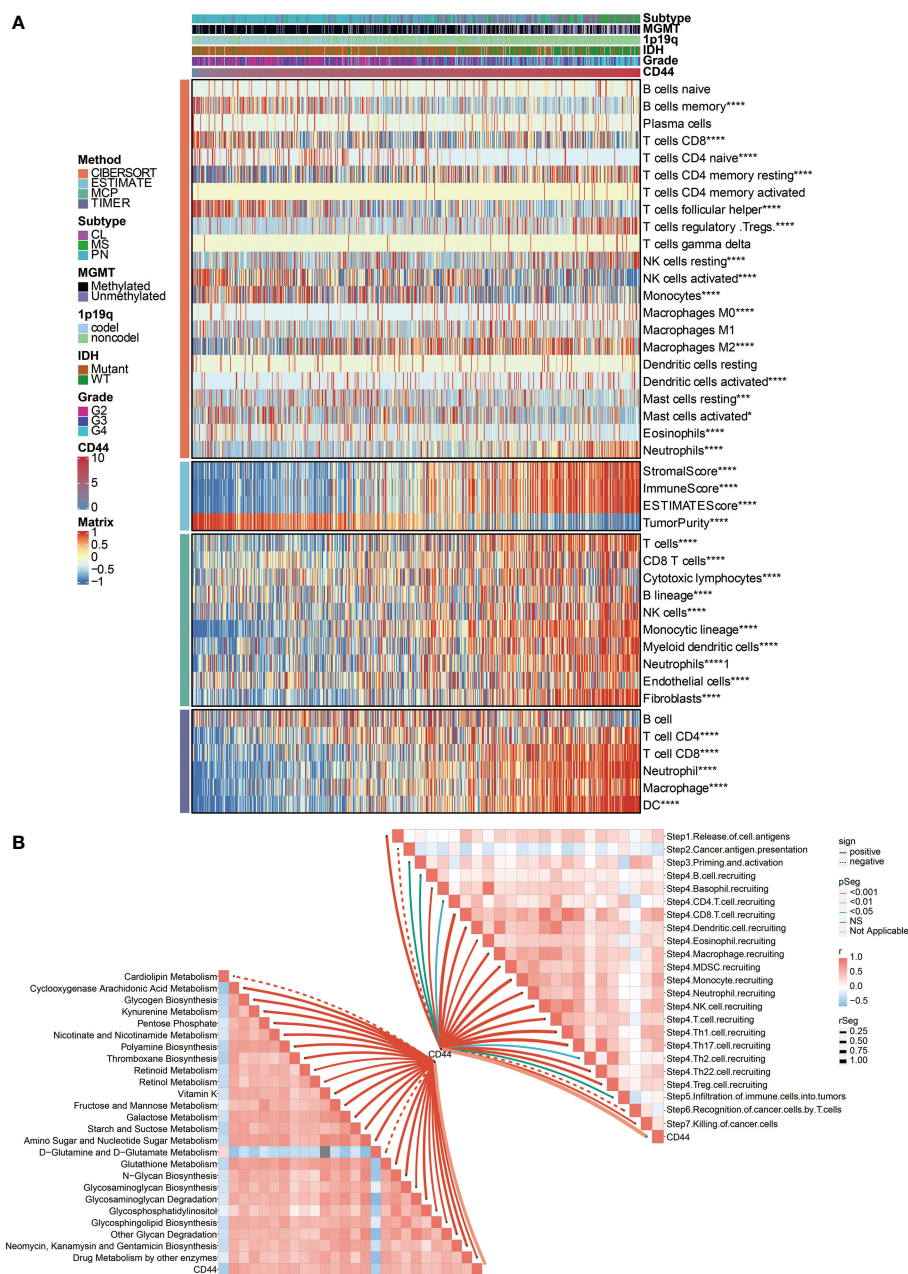 A
Subtype
MGMT
1p19q
IDH
Grade
CD44
B cells naive
B cells memory****
Plasma cells
T cells CD8****
T cells CD4 naive****
T cells CD4 memory resting****
T cells CD4 memory activated
T cells follicular helper****
T cells regulatory .Tregs.****
T cells gamma delta
NK cells resting****
NK cells activated****
Monocytes****
Macrophages M0****
Macrophages M1
Macrophages M2****
Dendritic cells resting
Dendritic cells activated****
Mast cells resting***
Mast cells activated*
Eosinophils****
Neutrophils****
StromalScore****
ImmuneScore****
ESTIMATEScore****
TumorPurity****
T cells****
CD8 T cells****
Cytotoxic lymphocytes****
B lineage****
NK cells****
Monocytic lineage****
Myeloid dendritic cells****
Neutrophils****1
Endothelial cells****
Fibroblasts****
B cell
T cell CD4****
T cell CD8****
Neutrophil****
Macrophage****
DC****
Method
CIBERSORT
ESTIMATE
MCP
TIMER
Subtype
CL
MS
PN
MGMT
Methylated
Unmethylated
1p19q
codel
noncodel
IDH
Mutant
WT
Grade
G2
G3
G4
CD44
10
5
0
Matrix
1
0.5
0
−0.5
−1
B
Step1.Release.of.cell.antigens
Step2.Cancer.antigen.presentation
Step3.Priming.and.activation
Step4.B.cell.recruiting
Step4.Basophil.recruiting
Step4.CD4.T.cell.recruiting
Step4.CD8.T.cell.recruiting
Step4.Dendritic.cell.recruiting
Step4.Eosinophil.recruiting
Step4.Macrophage.recruiting
Step4.MDSC.recruiting
Step4.Monocyte.recruiting
Step4.Neutrophil.recruiting
Step4.NK.cell.recruiting
Step4.T.cell.recruiting
Step4.Th1.cell.recruiting
Step4.Th17.cell.recruiting
Step4.Th2.cell.recruiting
Step4.Th22.cell.recruiting
Step4.Treg.cell.recruiting
Step5.Infiltration.of.immune.cells.into.tumors
Step6.Recognition.of.cancer.cells.by.T.cells
Step7.Killing.of.cancer.cells
CD44
sign
positive
negative
pSeg
<0.001
<0.01
<0.05
NS
Not Applicable
r
1.0
0.5
0.0
−0.5
rSeg
0.25
0.50
0.75
1.00
CD44
Cardiolipin Metabolism
Cyclooxygenase Arachidonic Acid Metabolism
Glycogen Biosynthesis
Kynurenine Metabolism
Pentose Phosphate
Nicotinate and Nicotinamide Metabolism
Polyamine Biosynthesis
Thromboxane Biosynthesis
Retinoid Metabolism
Retinol Metabolism
Vitamin K
Fructose and Mannose Metabolism
Galactose Metabolism
Starch and Suctose Metabolism
Amino Sugar and Nucleotide Sugar Metabolism
D−Glutamine and D−Glutamate Metabolism
Glutathione Metabolism
N−Glycan Biosynthesis
Glycosaminoglycan Biosynthesis
Glycosaminoglycan Degradation
Glycosphosphatidylinositol
Glycosphingolipid Biosynthesis
Other Glycan Degradation
Neomycin, Kanamycin and Gentamicin Biosynthesis
Drug Metabolism by other enzymes
CD44